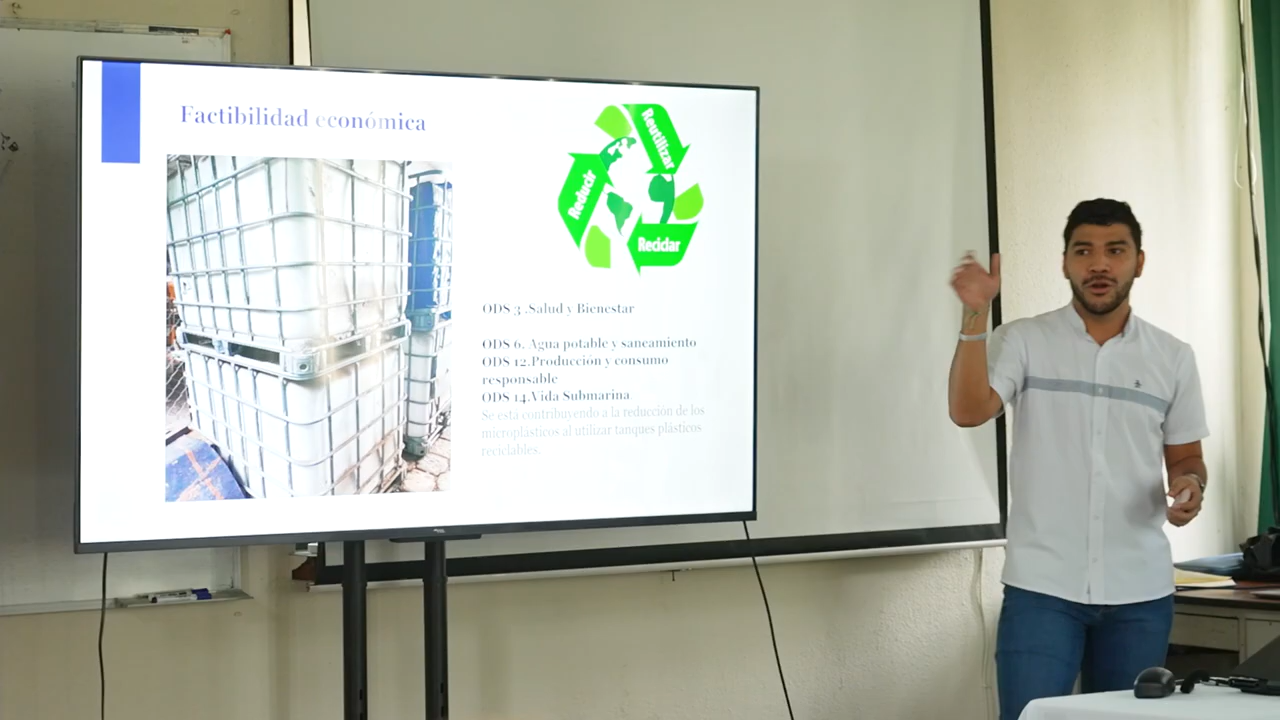 Factibilidad económica
Reutilizar
Reducir
Reciclar
ODS 3 .Salud y Bienestar
ODS 6. Agua potable y saneamiento
ODS 12.Producción y consumo
responsable
ODS 14.Vida Submarina
Se está contribuyendo a la reducción de los
microplásticos al utilizar tanques plásticos
reciclables.